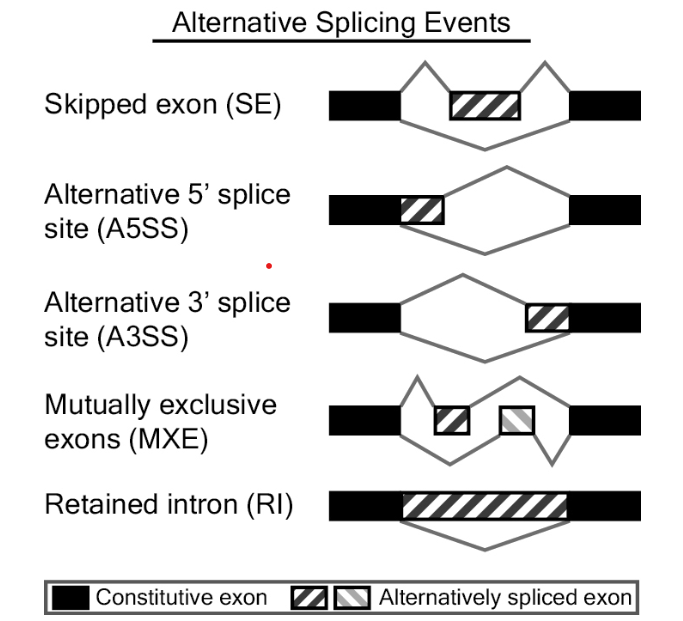 Alternative Splicing Events
Skipped exon (SE)
Alternative 5’ splice
site (A5SS)
Alternative 3’ splice
site (A3SS)
Mutually exclusive
exons (MXE)
Retained intron (RI)
Constitutive exon Alternatively spliced exon